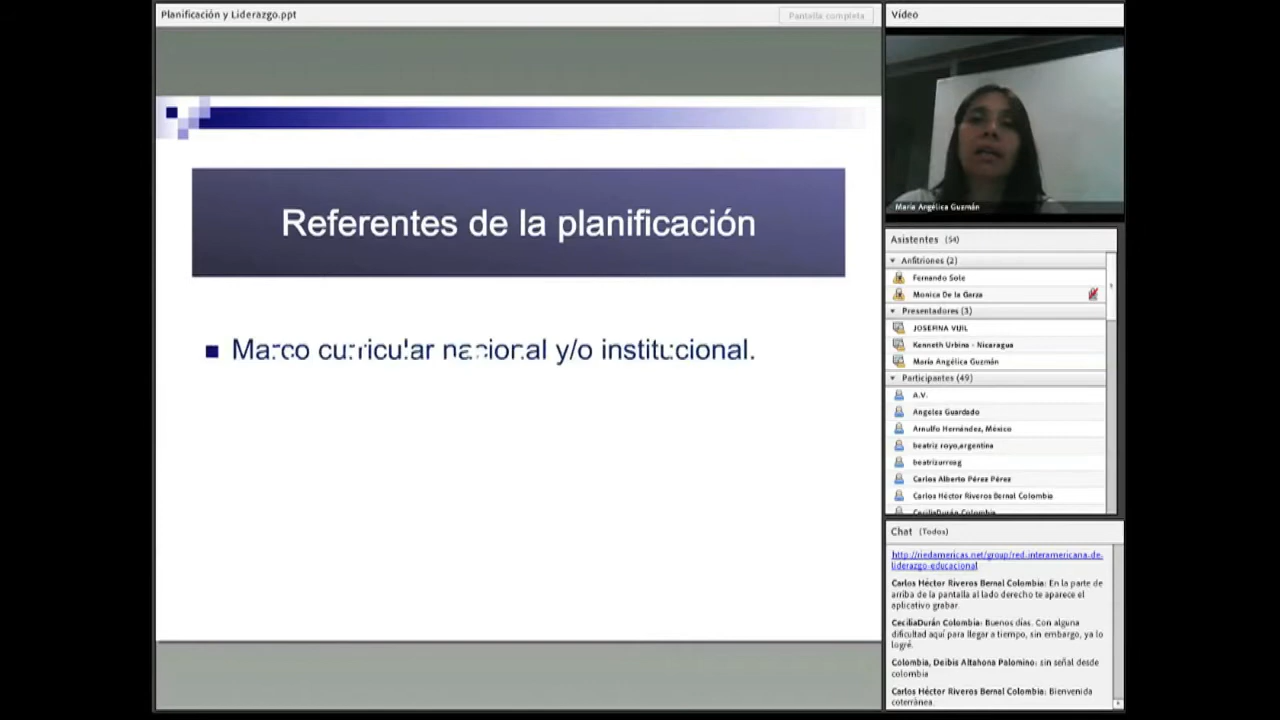 Planificación y Liderazgo.ppt
Pantalla completa
Referentes de la planificación
Marco curricular nacional y/o institucional.
Vídeo
María Angélica Guzmán
Asistentes (54)
Anfitriones (2)
Fernando Sole
Monica De la Garza
Presentadores (3)
JOSEFINA VIJIL
Kenneth Urbina - Nicaragua
María Angélica Guzmán
Participantes (49)
A.V.
Angeles Guardado
Arnulfo Hernández, México
beatriz royo,argentina
beatrizurreag
Carlos Alberto Pérez Pérez
Carlos Héctor Riveros Bernal Colombia
CeciliaDurán Colombia
Chat (Todos)
http://riedamericas.net/group/red-interamericana-de-
liderazgo-educacional
Carlos Héctor Riveros Bernal Colombia: En la parte de
arriba de la pantalla al lado derecho te aparece el
aplicativo grabar.
CeciliaDurán Colombia: Buenos días. Con alguna
dificultad aquí para llegar a tiempo, sin embargo, ya lo
logré.
Colombia, Deibis Altahona Palomino: sin señal desde
colombia
Carlos Héctor Riveros Bernal Colombia: Bienvenida
coterránea.